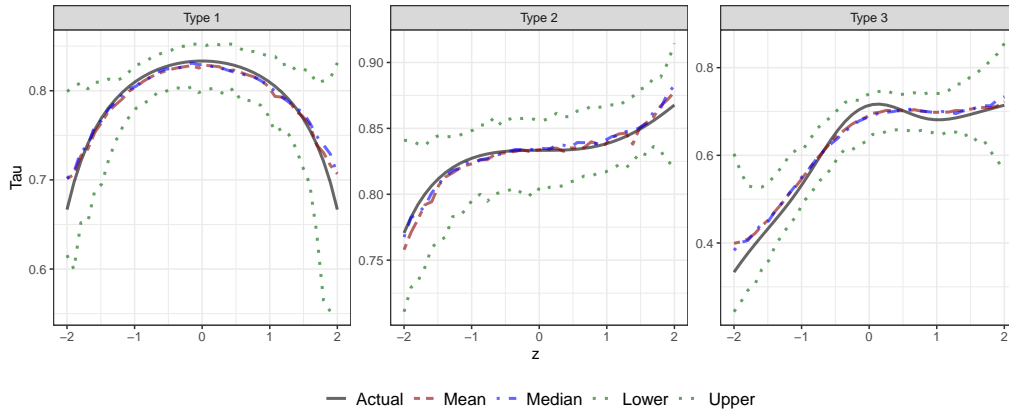 Type 1
Type 2
Type 3
Tau
0.8
0.7
0.6
0.90
0.85
0.80
0.75
0.8
0.6
0.4
−2 −1 0 1 2
−2 −1 0 1 2
−2 −1 0 1 2
z
Actual Mean Median Lower Upper